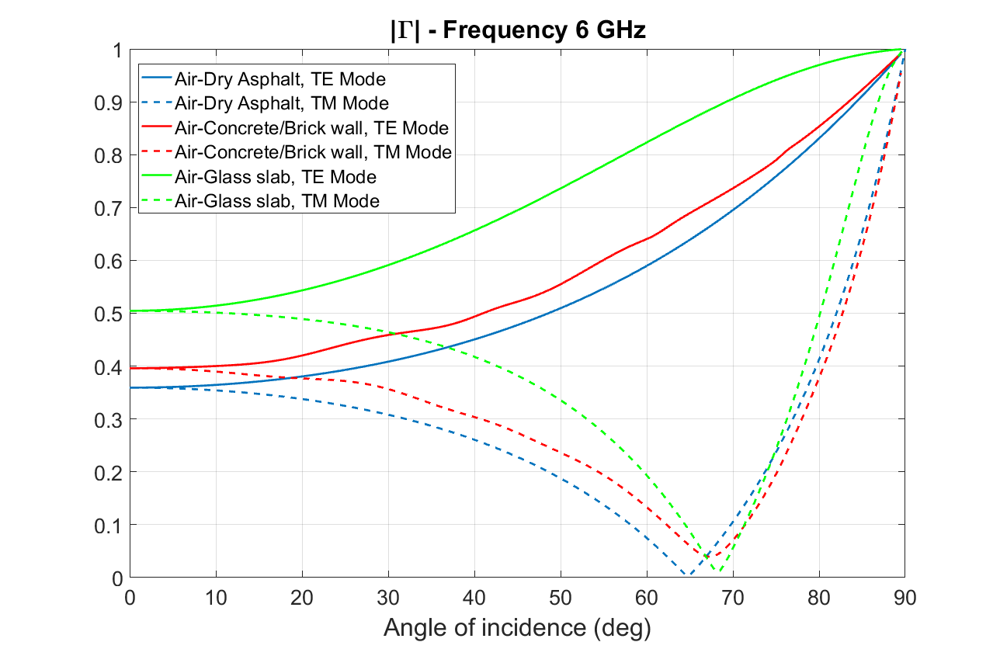 |Γ| - Frequency 6 GHz
1
0.9
0.8
0.7
0.6
0.5
0.4
0.3
0.2
0.1
0
Air-Dry Asphalt, TE Mode
Air-Dry Asphalt, TM Mode
Air-Concrete/Brick wall, TE Mode
Air-Concrete/Brick wall, TM Mode
Air-Glass slab, TE Mode
Air-Glass slab, TM Mode
0 10 20 30 40 50 60 70 80 90
Angle of incidence (deg)